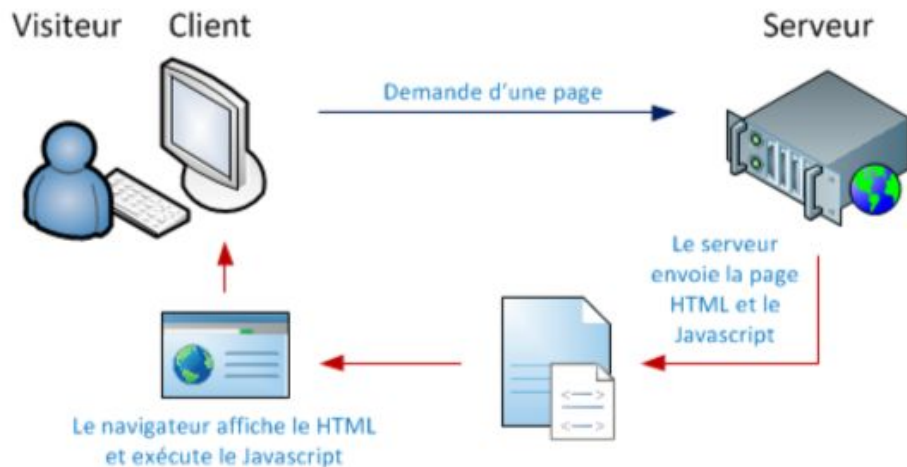 Visiteur
Client
Serveur
Demande d'une page
Le serveur
envoie la page
HTML et le
Javascript
Le navigateur affiche le HTML
et exécute le Javascript